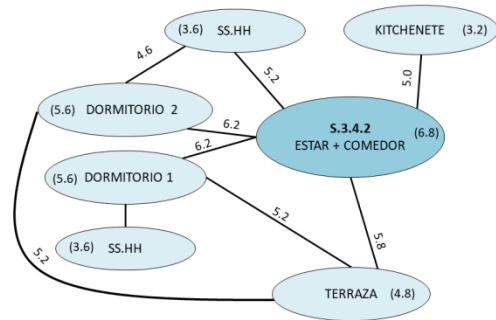 (3.6) SS.HH
KITCHENETE (3.2)
4.6
5.2
5.0
(5.6) DORMITORIO 2
6.2
S.3.4.2
ESTAR + COMEDOR
(6.8)
6.2
(5.6) DORMITORIO 1
5.2
5.8
(3.6) SS.HH
5.2
TERRAZA (4.8)